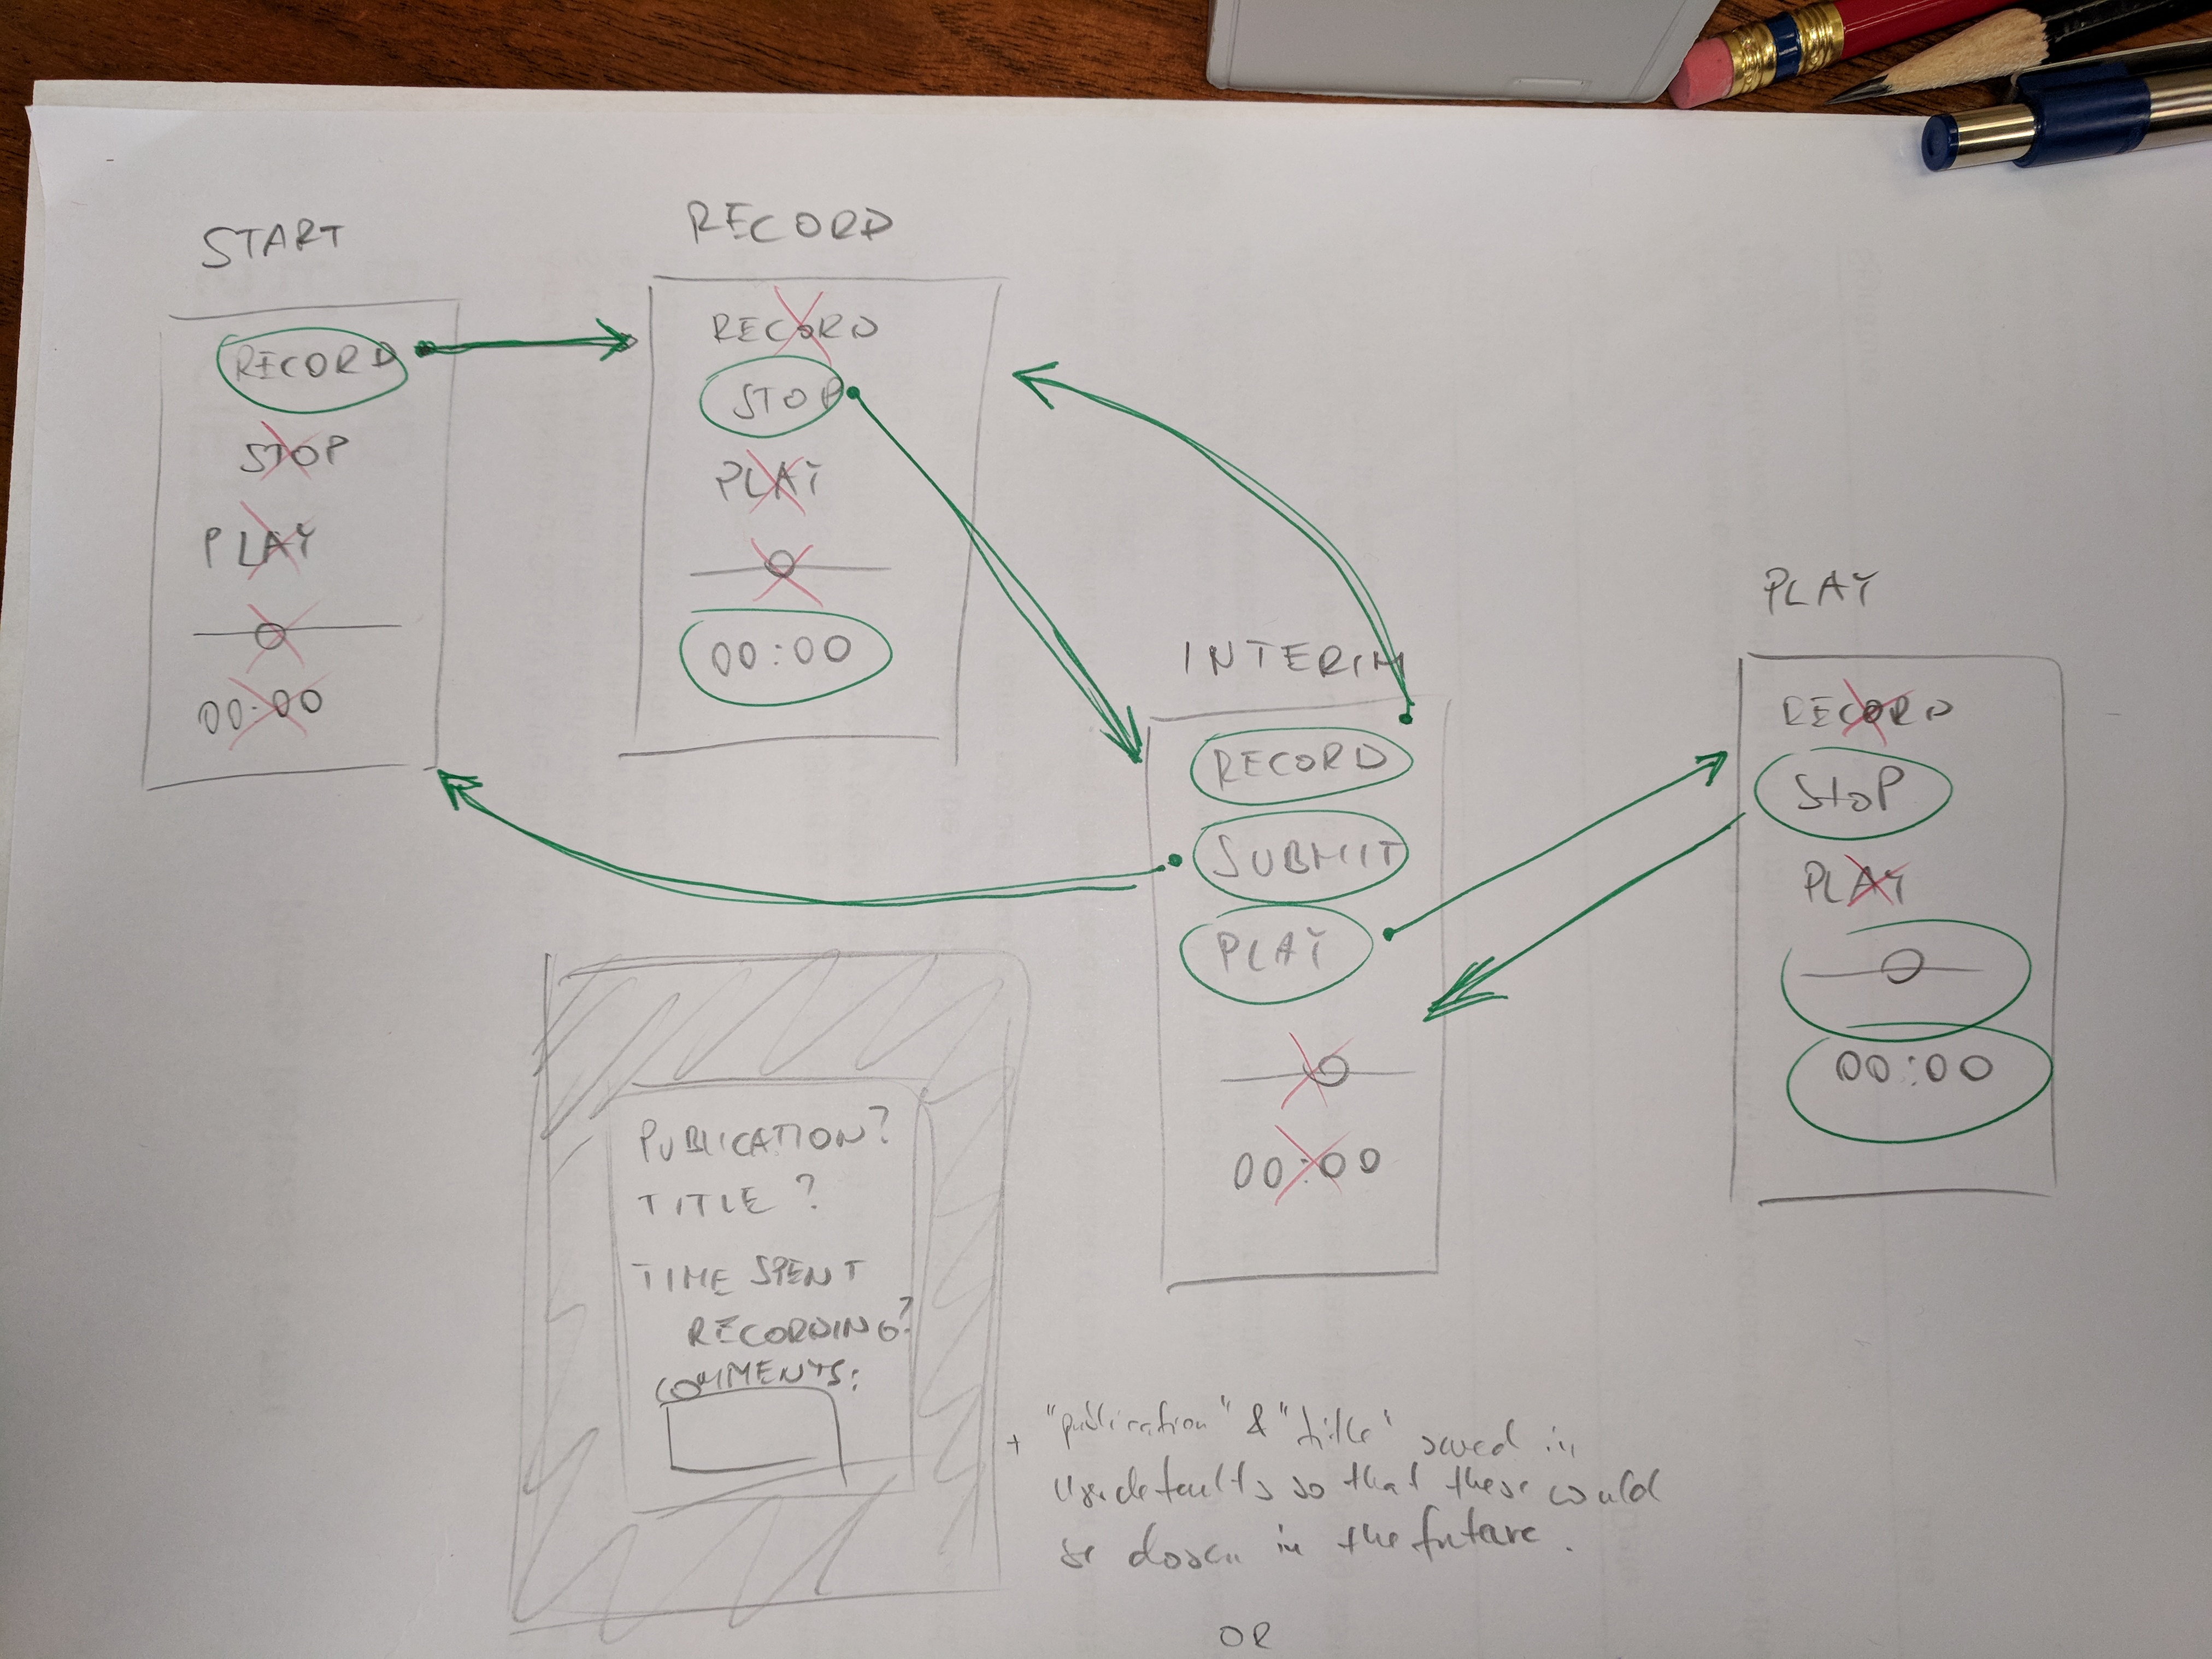 START
RECORD
STOP
PLAY
00:00
RECORD
RECORD
STOP
PLAY
00:00
INTERIM
RECORD
SUBMIT
PLAY
00:00
PLAY
RECORD
StoP
PLAY
00:00
PUBLICATION?
TITLE ?
TIME SPENT
RECORDING?
COMMENTS:
+ "publication" & "title" saved in
Userdefaults so that these could
be in the future.
OR